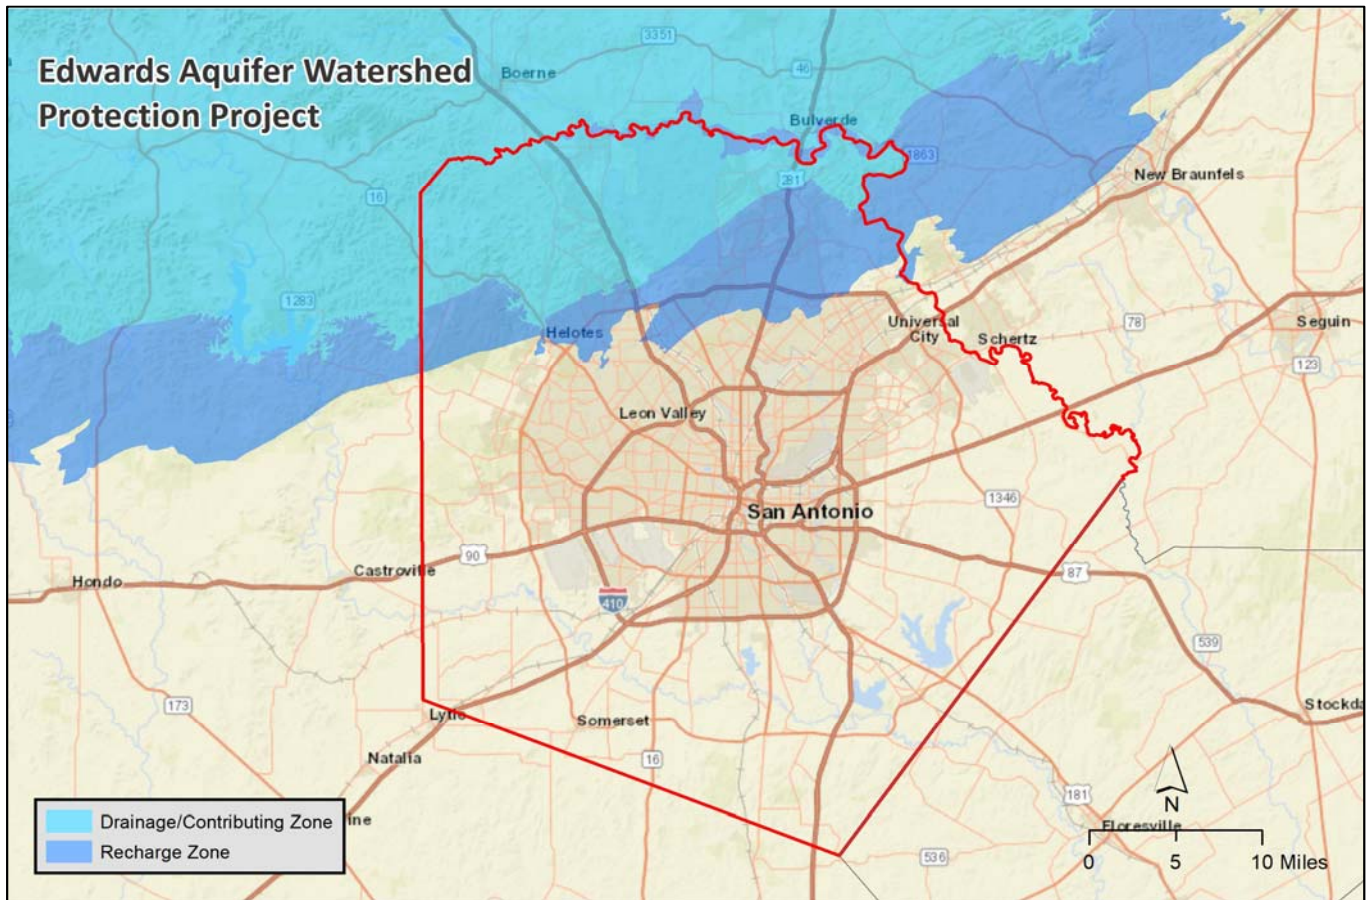 Edwards Aquifer Watershed
Protection Project
3351
Boerne
46
Bulverde
1863
281
16
New Braunfels
1283
Helotes
Universal
City
Schertz
78
Seguin
123
Leon Valley
San Antonio
1346
90
Castroville
Hondo
87
410
539
173
Lytle
Somerset
Stockda
Natalia
16
181
N
Floresville
ine
536
Drainage/Contributing Zone
Recharge Zone
0 5 10 Miles